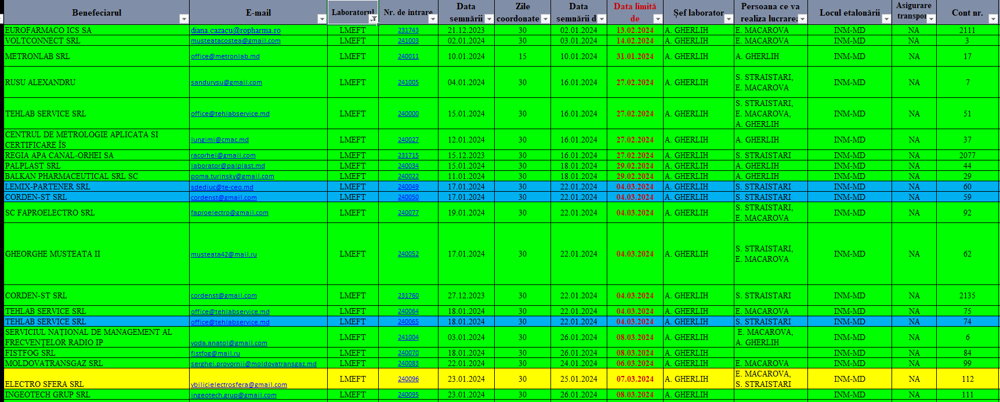 Benefeciarul E-mail Laboratorul Nr. de intrare Data semnării Zile coordonate Data semnării d Data limită de Șef laborator Persoana ce va realiza lucrarea Locul etalonării Asigurare transpor Cont nr.
EUROFARMACO ICS SA diana.cazacu@ropharma.ro LMEFT 231743 21.12.2023 30 02.01.2024 13.02.2024 A. GHERLIH E. MACAROVA INM-MD NA 2111
VOLTCONNECT SRL musteatacostea@gmail.com LMEFT 241003 02.01.2024 30 03.01.2024 14.02.2024 A. GHERLIH E. MACAROVA INM-MD NA 3
METRONLAB SRL office@metronlab.md LMEFT 240011 10.01.2024 15 10.01.2024 31.01.2024 A. GHERLIH A. GHERLIH INM-MD NA 17
RUSU ALEXANDRU sandurysu@gmail.com LMEFT 241005 04.01.2024 30 16.01.2024 27.02.2024 A. GHERLIH S. STRAISTARI, E. MACAROVA INM-MD NA 7
TEHLAB SERVICE SRL office@tehlabservice.md LMEFT 240000 15.01.2024 30 16.01.2024 27.02.2024 A. GHERLIH S. STRAISTARI, E. MACAROVA, A. GHERLIH INM-MD NA 51
CENTRUL DE METROLOGIE APLICATA SI CERTIFICARE ÎS lungimi@cmac.md LMEFT 240027 12.01.2024 30 16.01.2024 27.02.2024 A. GHERLIH A. GHERLIH INM-MD NA 37
REGIA APA CANAL-ORHEI SA racorhei@gmail.com LMEFT 231715 15.12.2023 30 16.01.2024 27.02.2024 A. GHERLIH S. STRAISTARI INM-MD NA 2077
PALPLAST SRL laborator@palplast.md LMEFT 240034 15.01.2024 30 18.01.2024 29.02.2024 A. GHERLIH A. GHERLIH INM-MD NA 44
BALKAN PHARMACEUTICAL SRL SC poma.turinsky@gmail.com LMEFT 240022 11.01.2024 30 18.01.2024 29.02.2024 A. GHERLIH A. GHERLIH INM-MD NA 29
LEMIX-PARTENER SRL sdediuc@te-ceo.md LMEFT 240049 17.01.2024 30 22.01.2024 04.03.2024 A. GHERLIH S. STRAISTARI INM-MD NA 60
CORDEN-ST SRL cordenst@gmail.com LMEFT 240050 17.01.2024 30 22.01.2024 04.03.2024 A. GHERLIH S. STRAISTARI INM-MD NA 59
SC FAPROELECTRO SRL faproelectro@gmail.com LMEFT 240077 19.01.2024 30 22.01.2024 04.03.2024 A. GHERLIH S. STRAISTARI, E. MACAROVA INM-MD NA 92
GHEORGHE MUSTEATA II musteata42@mail.ru LMEFT 240052 17.01.2024 30 22.01.2024 04.03.2024 A. GHERLIH S. STRAISTARI, E. MACAROVA INM-MD NA 62
CORDEN-ST SRL cordenst@gmail.com LMEFT 231760 27.12.2023 30 22.01.2024 04.03.2024 A. GHERLIH S. STRAISTARI INM-MD NA 2135
TEHLAB SERVICE SRL office@tehlabservice.md LMEFT 240064 18.01.2024 30 22.01.2024 04.03.2024 A. GHERLIH E. MACAROVA INM-MD NA 75
TEHLAB SERVICE SRL office@tehlabservice.md LMEFT 240065 18.01.2024 30 22.01.2024 04.03.2024 A. GHERLIH S. STRAISTARI INM-MD NA 74
SERVICIUL NAȚIONAL DE MANAGEMENT AL FRECVENȚELOR RADIO IP voda.anatol@gmail.com LMEFT 241004 03.01.2024 30 26.01.2024 08.03.2024 A. GHERLIH E. MACAROVA, A. GHERLIH INM-MD NA 6
FISTFOG SRL fistfog@mail.ru LMEFT 240070 18.01.2024 30 26.01.2024 08.03.2024 A. GHERLIH INM-MD NA 84
MOLDOVATRANSGAZ SRL serghei.provornii@moldovatransgaz.md LMEFT 240083 22.01.2024 30 24.01.2024 06.03.2024 A. GHERLIH E. MACAROVA INM-MD NA 99
ELECTRO SFERA SRL vbilicielectrosfera@gmail.com LMEFT 240096 23.01.2024 30 25.01.2024 07.03.2024 A. GHERLIH E. MACAROVA, S. STRAISTARI INM-MD NA 112
INGEOTECH GRUP SRL ingeotech.grup@gmail.com LMEFT 240095 23.01.2024 30 26.01.2024 08.03.2024 A. GHERLIH INM-MD NA 111